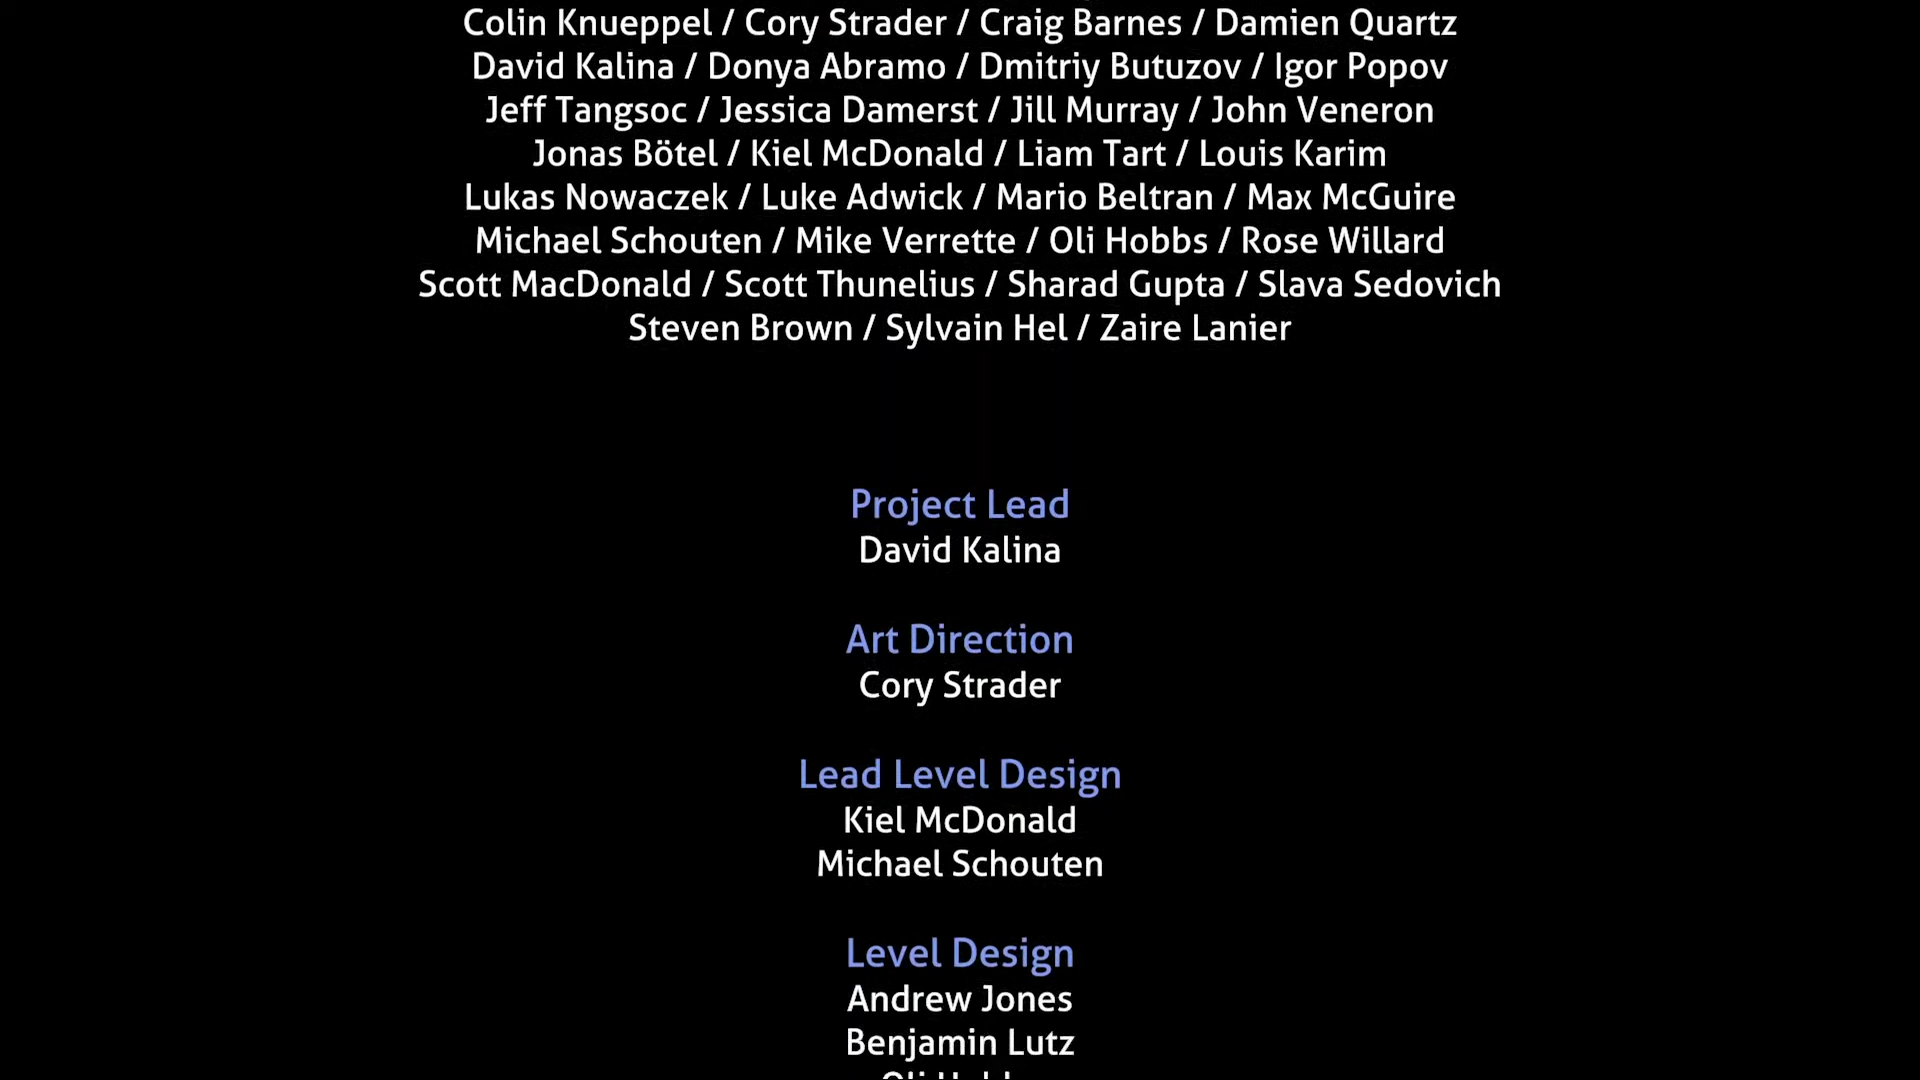 Colin Knueppel / Cory Strader / Craig Barnes / Damien Quartz
David Kalina / Donya Abramo / Dmitriy Butuzov / Igor Popov
Jeff Tangsoc / Jessica Damerst / Jill Murray / John Veneron
Jonas Bötel / Kiel McDonald / Liam Tart / Louis Karim
Lukas Nowaczek / Luke Adwick / Mario Beltran / Max McGuire
Michael Schouten / Mike Verrette / Oli Hobbs / Rose Willard
Scott MacDonald / Scott Thunelius / Sharad Gupta / Slava Sedovich
Steven Brown / Sylvain Hel / Zaire Lanier
Project Lead
David Kalina
Art Direction
Cory Strader
Lead Level Design
Kiel McDonald
Michael Schouten
Level Design
Andrew Jones
Benjamin Lutz